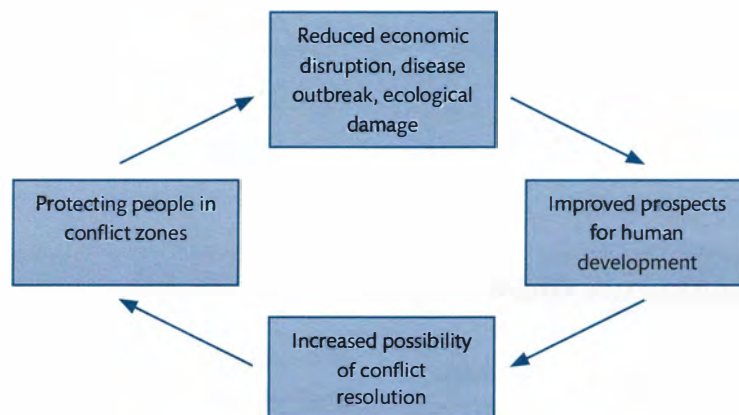 Reduced economic
disruption, disease
outbreak, ecological
damage
Protecting people in
conflict zones
Improved prospects
for human
development
Increased possibility
of conflict
resolution